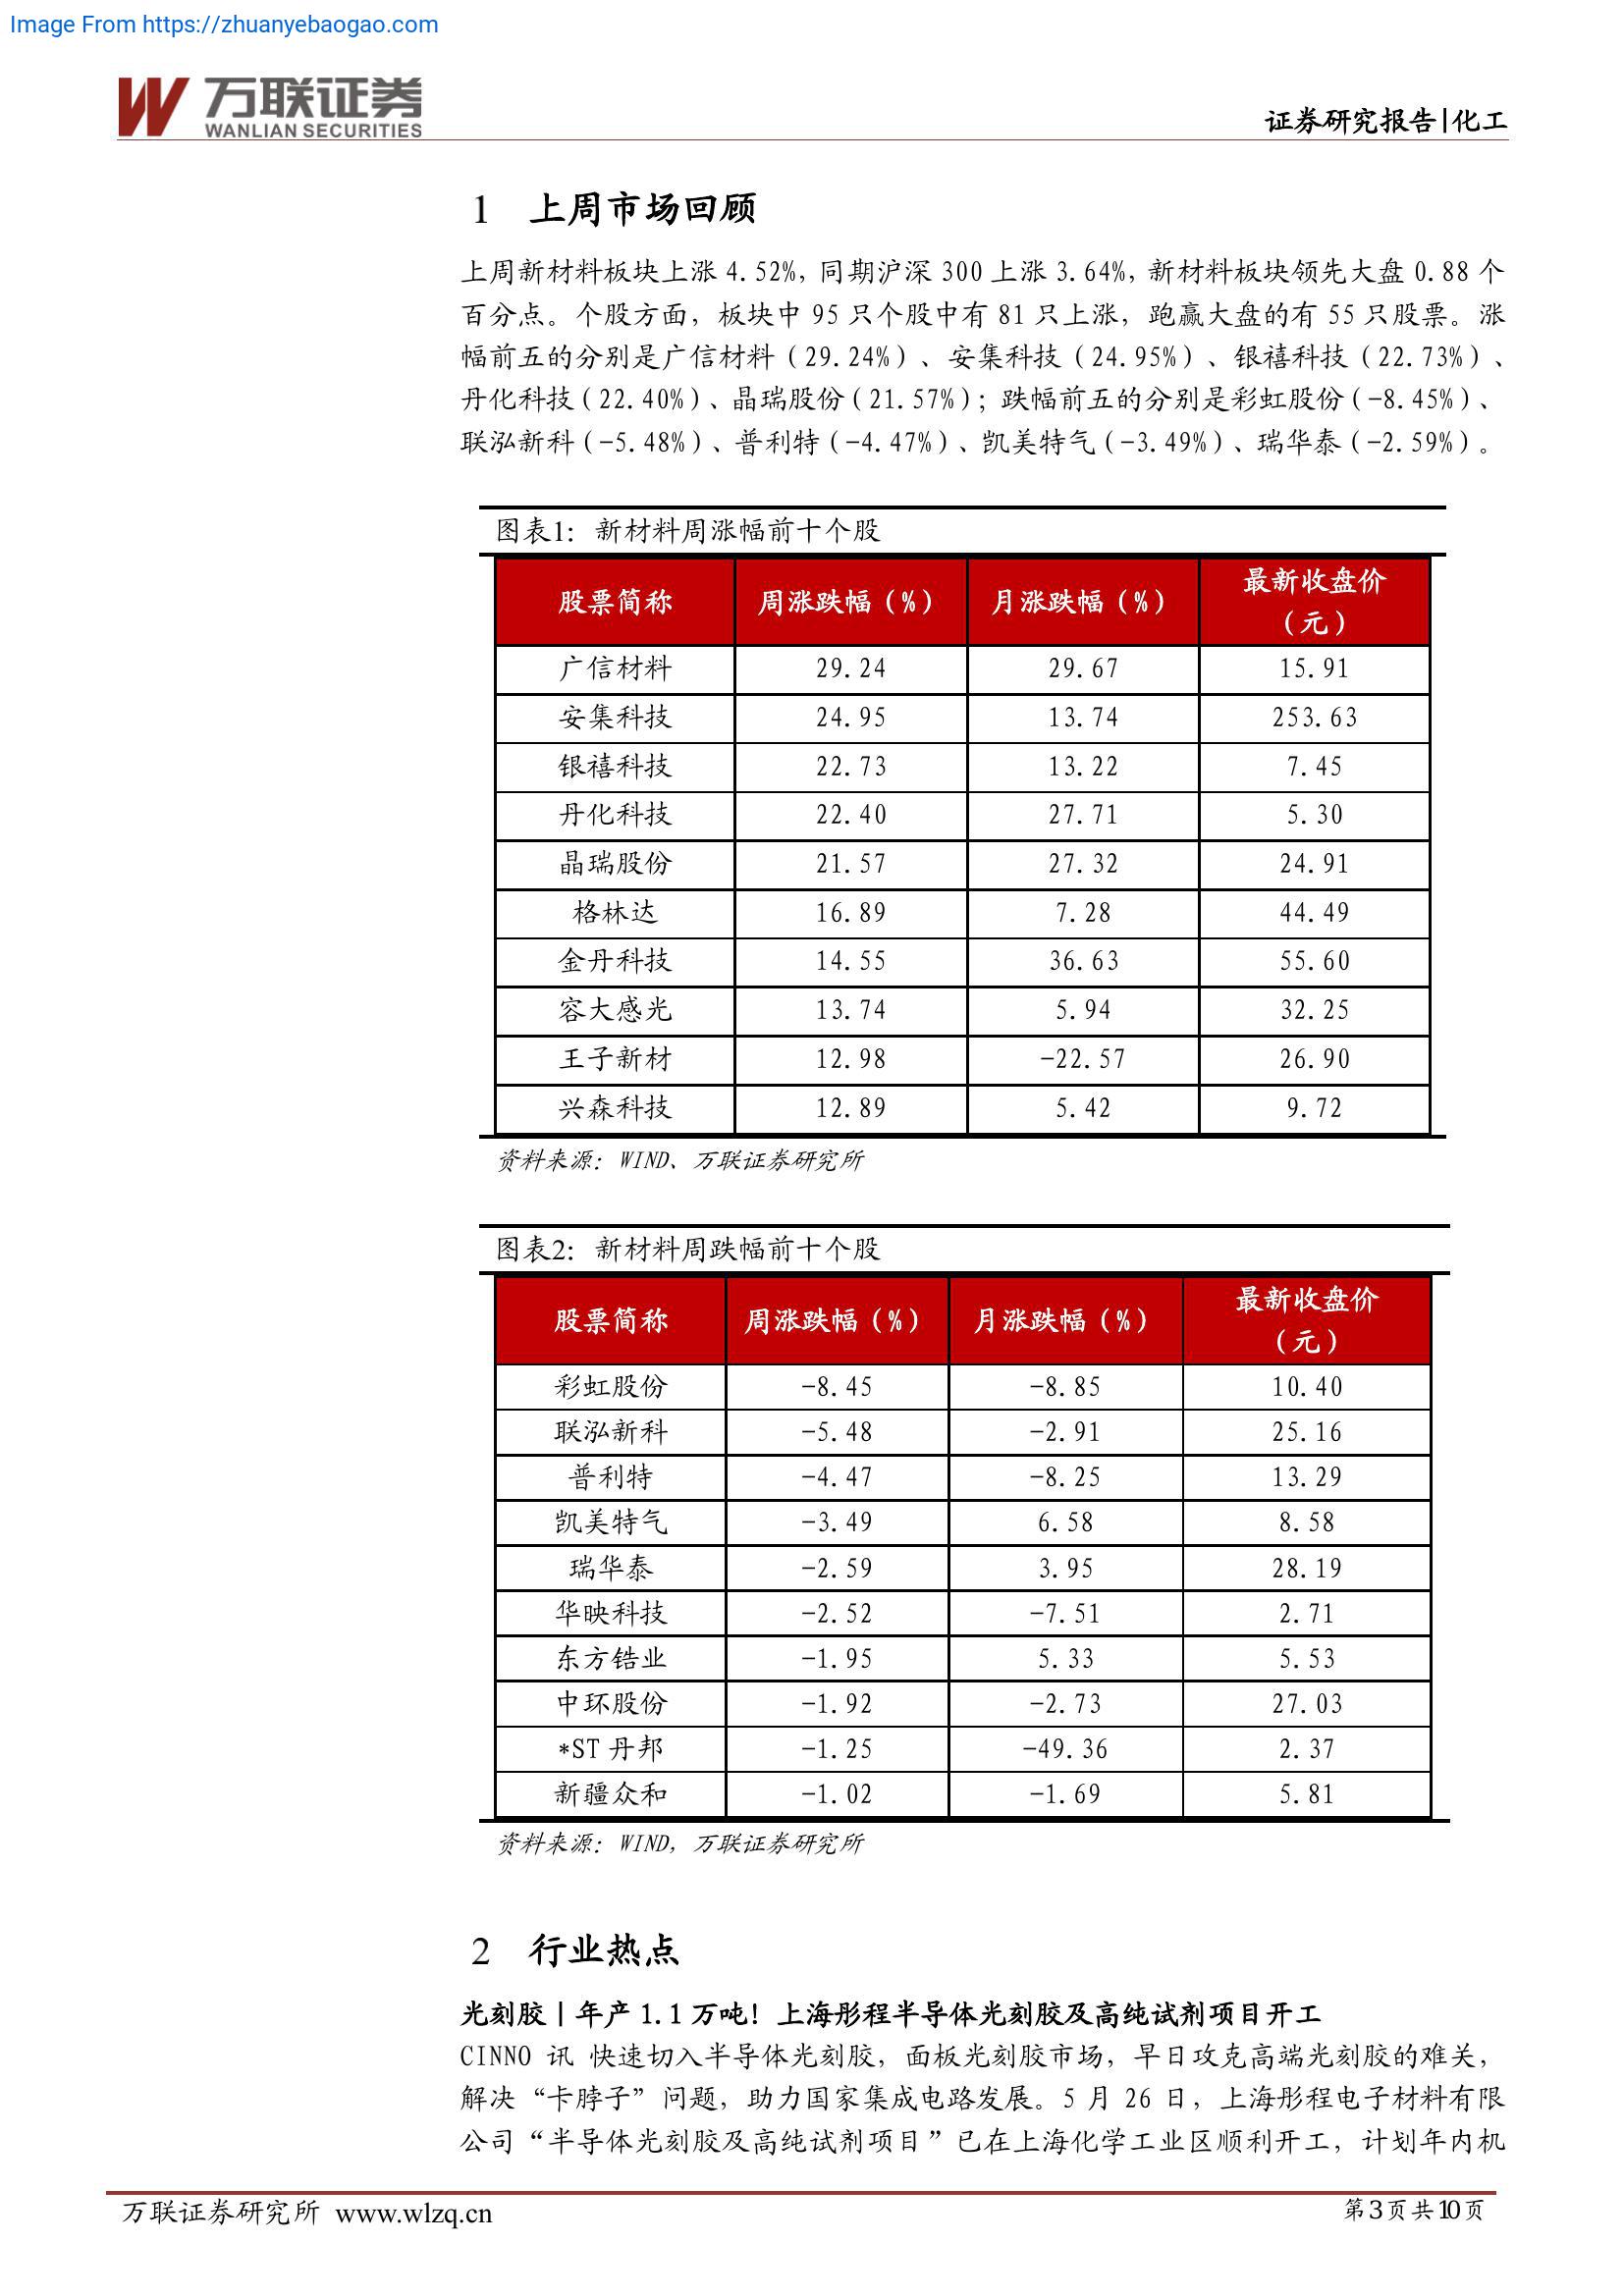 Image From https://zhuanyebaogao.com
万联证券
WANLIAN SECURITIES
证券研究报告|化工
1 上周市场回顾
上周新材料板块上涨 4.52%，同期沪深 300 上涨 3.64%，新材料板块领先大盘 0.88 个
百分点。个股方面，板块中 95 只个股中有 81 只上涨，跑赢大盘的有 55 只股票。涨
幅前五的分别是广信材料（29.24%）、安集科技（24.95%）、银禧科技（22.73%）、
丹化科技（22.40%）、晶瑞股份（21.57%）；跌幅前五的分别是彩虹股份（-8.45%）、
联泓新科（-5.48%）、普利特（-4.47%）、凯美特气（-3.49%）、瑞华泰（-2.59%）。
图表1：新材料周涨幅前十个股
股票简称 周涨跌幅（%） 月涨跌幅（%） 最新收盘价
（元）
广信材料 29.24 29.67 15.91
安集科技 24.95 13.74 253.63
银禧科技 22.73 13.22 7.45
丹化科技 22.40 27.71 5.30
晶瑞股份 21.57 27.32 24.91
格林达 16.89 7.28 44.49
金丹科技 14.55 36.63 55.60
容大感光 13.74 5.94 32.25
王子新材 12.98 -22.57 26.90
兴森科技 12.89 5.42 9.72
资料来源：WIND、万联证券研究所
图表2：新材料周跌幅前十个股
股票简称 周涨跌幅（%） 月涨跌幅（%） 最新收盘价
（元）
彩虹股份 -8.45 -8.85 10.40
联泓新科 -5.48 -2.91 25.16
普利特 -4.47 -8.25 13.29
凯美特气 -3.49 6.58 8.58
瑞华泰 -2.59 3.95 28.19
华映科技 -2.52 -7.51 2.71
东方锆业 -1.95 5.33 5.53
中环股份 -1.92 -2.73 27.03
*ST 丹邦 -1.25 -49.36 2.37
新疆众和 -1.02 -1.69 5.81
资料来源：WIND，万联证券研究所
2 行业热点
光刻胶 | 年产 1.1 万吨！上海彤程半导体光刻胶及高纯试剂项目开工
CINNO 讯 快速切入半导体光刻胶，面板光刻胶市场，早日攻克高端光刻胶的难关，
解决“卡脖子”问题，助力国家集成电路发展。5 月 26 日，上海彤程电子材料有限
公司“半导体光刻胶及高纯试剂项目”已在上海化学工业区顺利开工，计划年内机
万联证券研究所 www.wlzq.cn
第 3 页 共 10 页